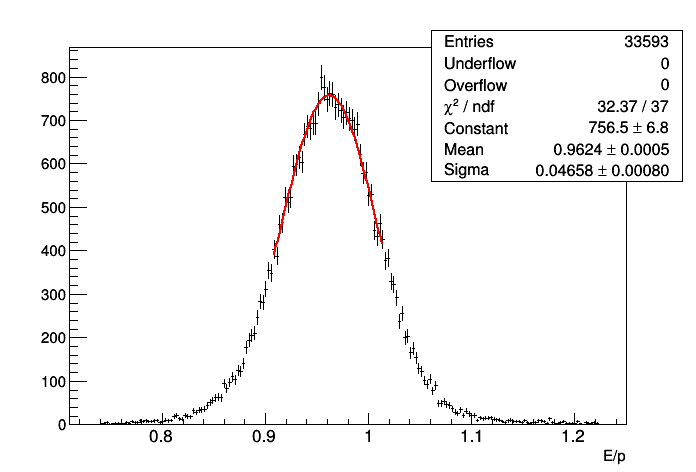 Entries 33593
Underflow 0
Overflow 0
χ² / ndf 32.37 / 37
Constant 756.5 ± 6.8
Mean 0.9624 ± 0.0005
Sigma 0.04658 ± 0.00080
800
700
600
500
400
300
200
100
0
0.8 0.9 1 1.1 1.2
E/p